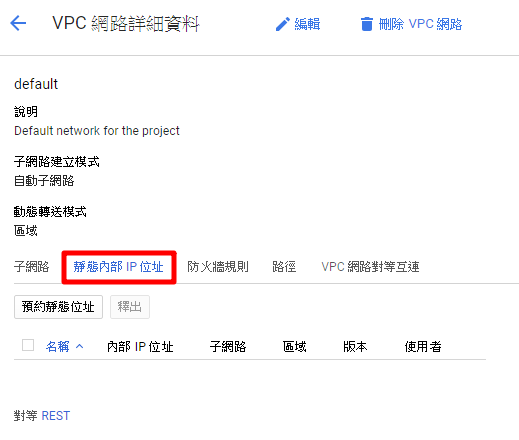 VPC 網路詳細資料 編輯 刪除 VPC 網路
default
說明
Default network for the project
子網路建立模式
自動子網路
動態轉送模式
區域
子網路 靜態內部 IP 位址 防火牆規則 路徑 VPC 網路對等互連
預約靜態位址 釋出
名稱 內部 IP 位址 子網路 區域 版本 使用者
對等 REST